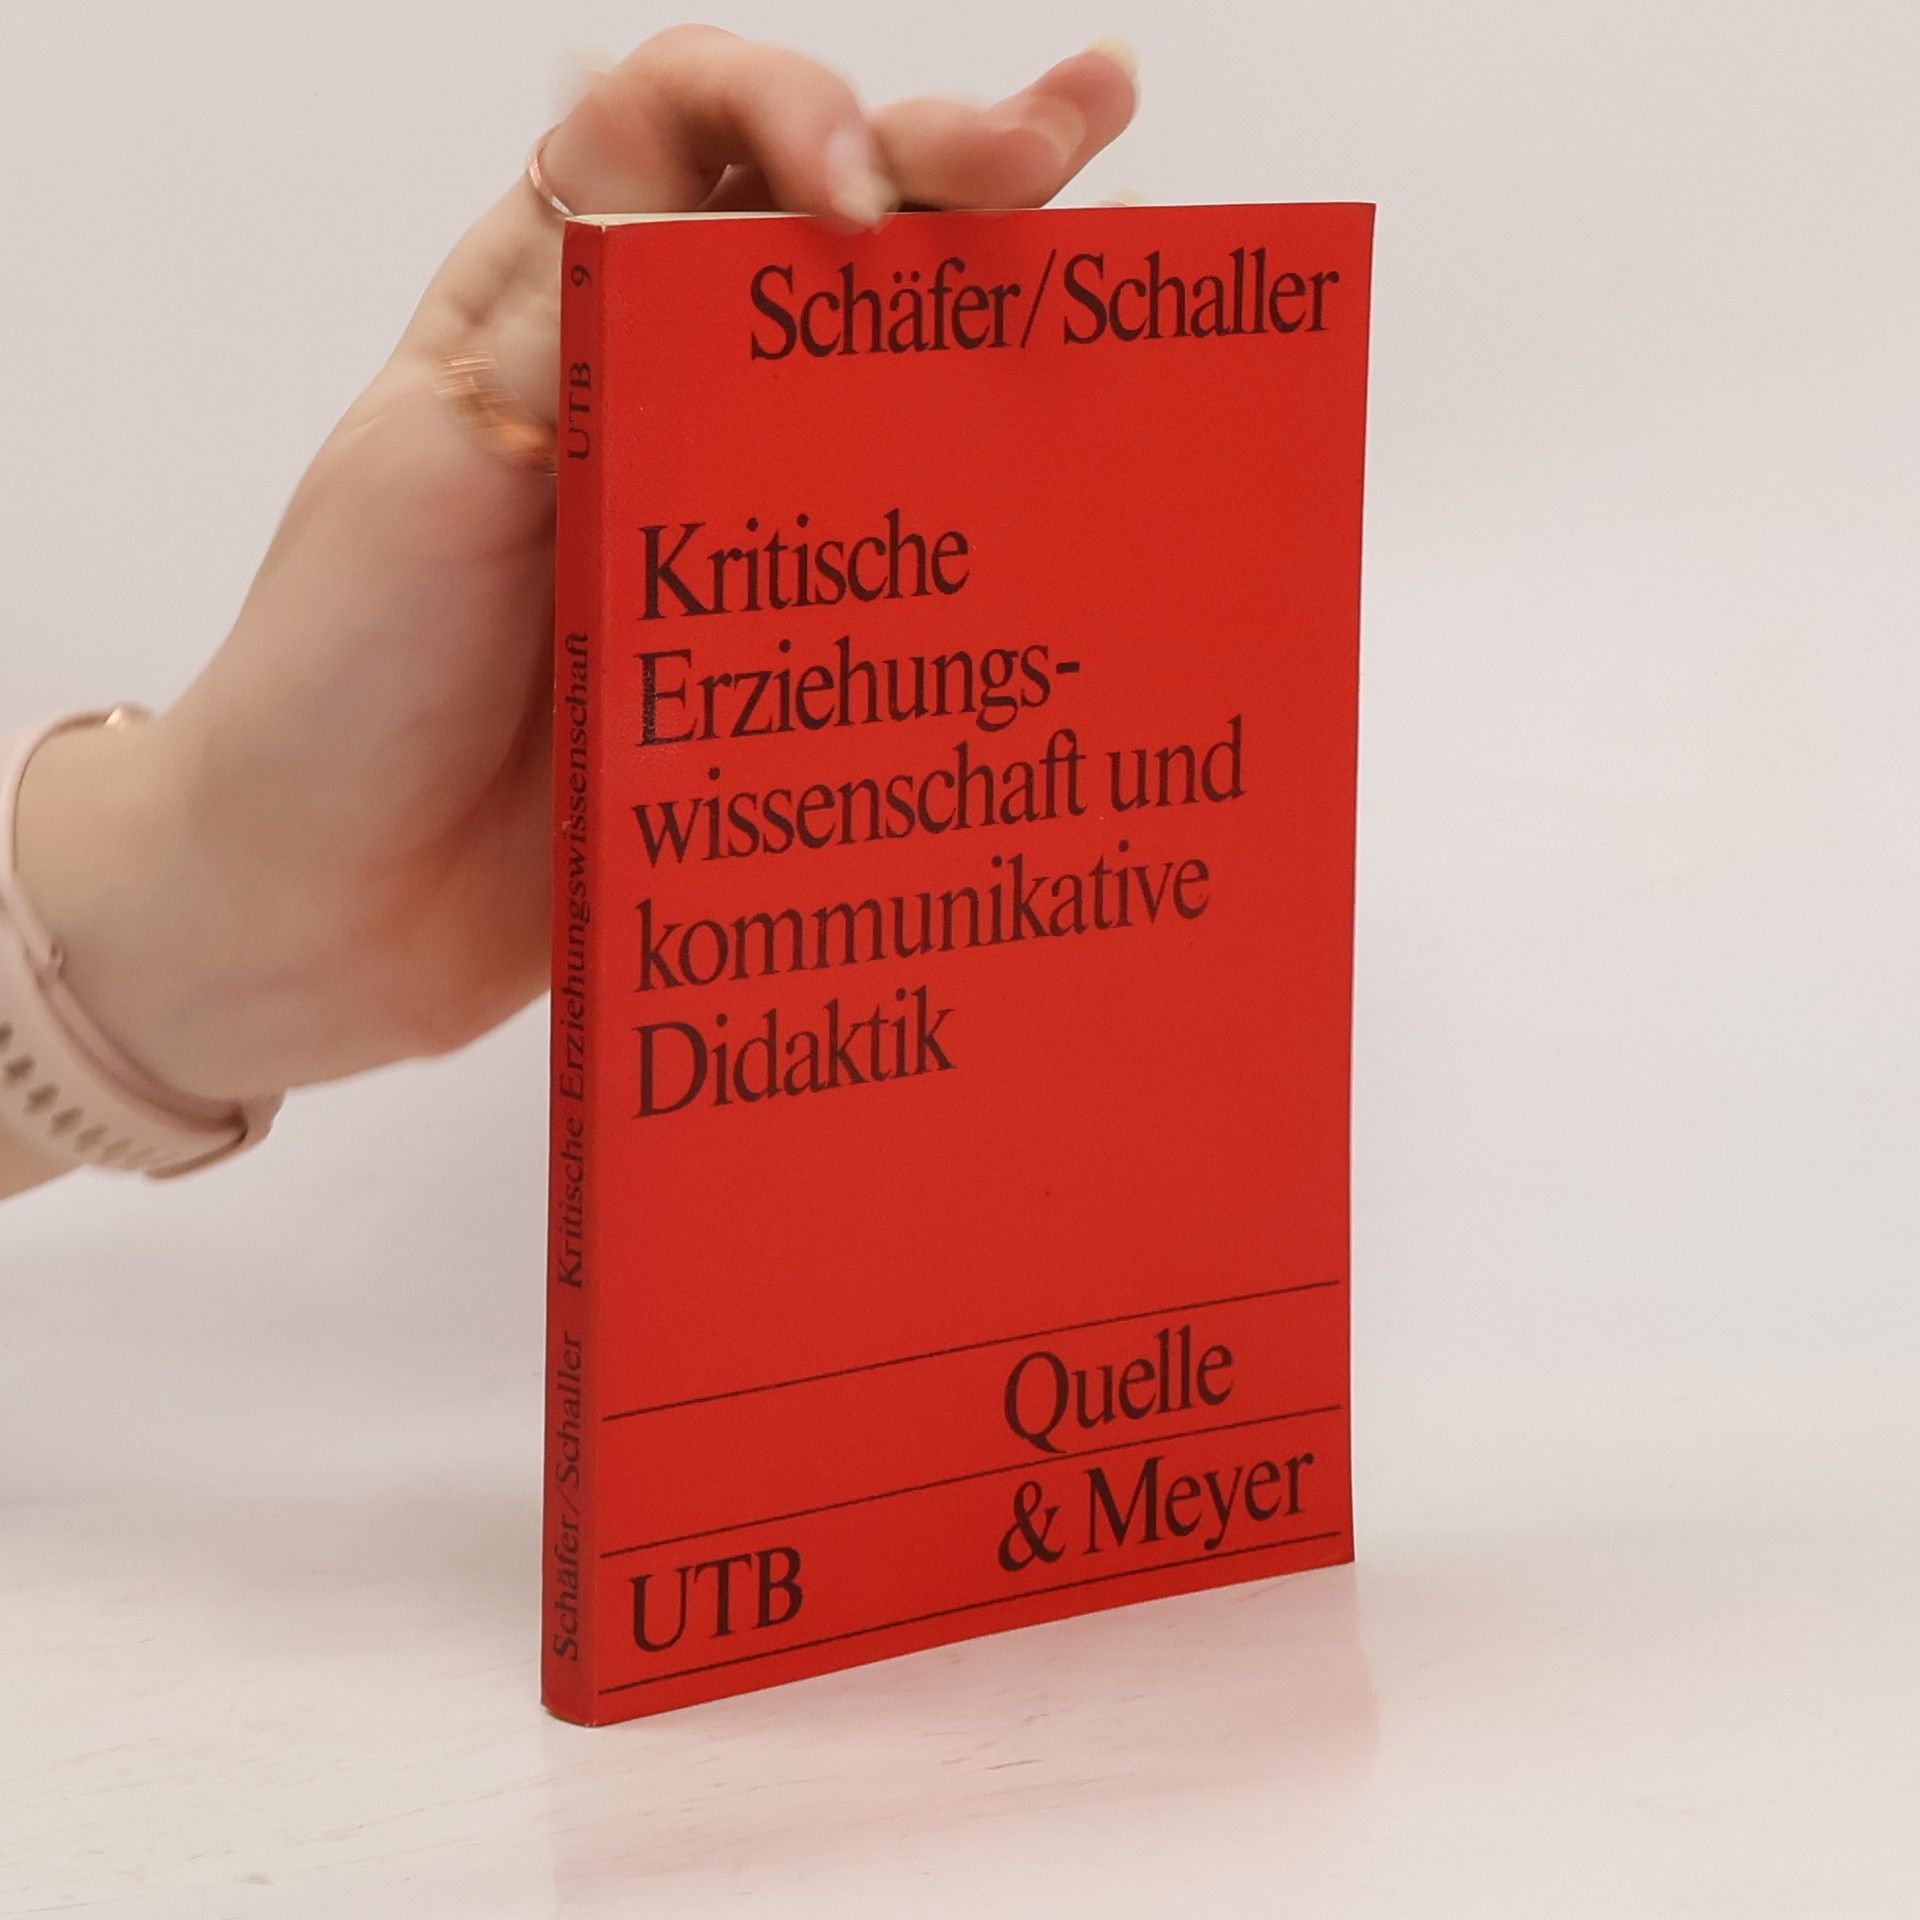 Schäfer/Schaller
Kritische
Erziehungs-
wissenschaft und
kommunikative
Didaktik
Quelle
& Meyer
UTB
Schäfer/Schaller Kritische Erziehungswissenschaft UTB 9